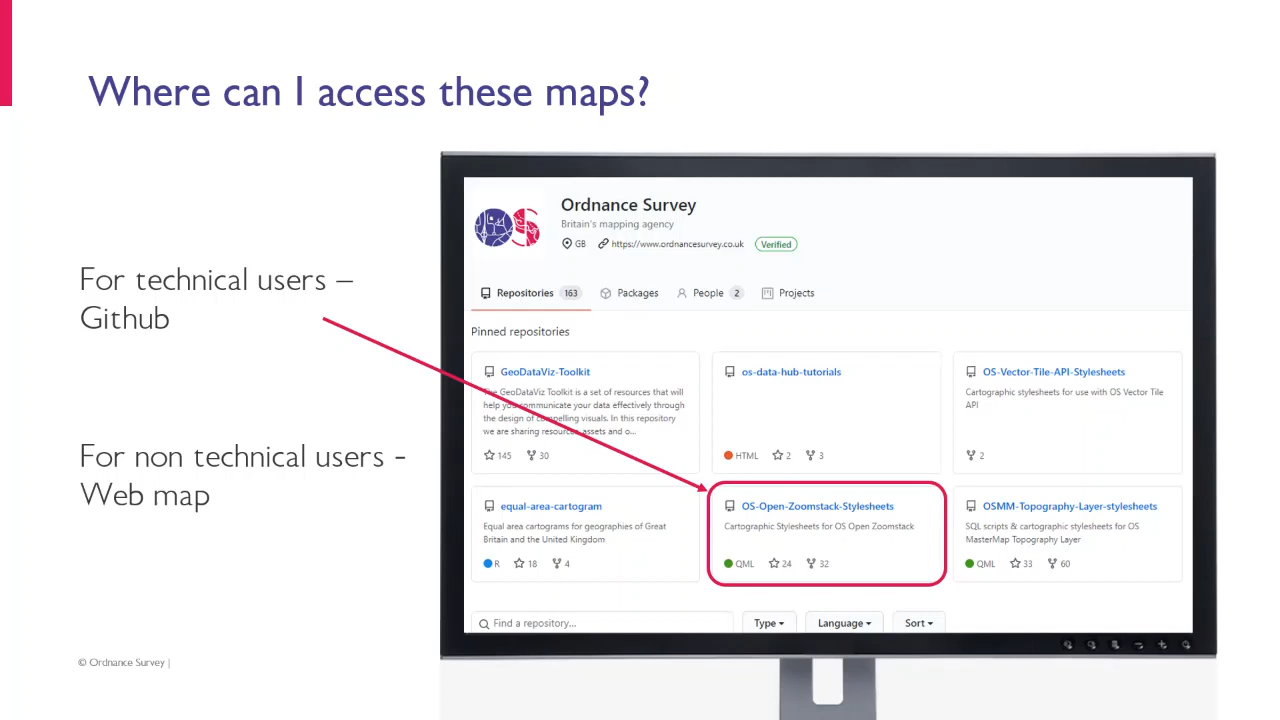 Where can I access these maps?
For technical users –
Github
For non technical users -
Web map
© Ordnance Survey |
Ordnance Survey
Britain's mapping agency
GB https://www.ordnancesurvey.co.uk Verified
Repositories 163 Packages People 2 Projects
Pinned repositories
GeoDataViz-Toolkit
The GeoDataViz Toolkit is a set of resources that will
help you communicate your data effectively through
the design of compelling visuals. In this repository
we are sharing resources, assets and o...
145 30
os-data-hub-tutorials
HTML 2 3
OS-Vector-Tile-API-Stylesheets
Cartographic stylesheets for use with OS Vector Tile
API
2
equal-area-cartogram
Equal area cartograms for geographies of Great
Britain and the United Kingdom
R 18 4
OS-Open-Zoomstack-Stylesheets
Cartographic Stylesheets for OS Open Zoomstack
QML 24 32
OSMM-Topography-Layer-stylesheets
SQL scripts & cartographic stylesheets for OS
MasterMap Topography Layer
QML 33 60
Find a repository... Type Language Sort